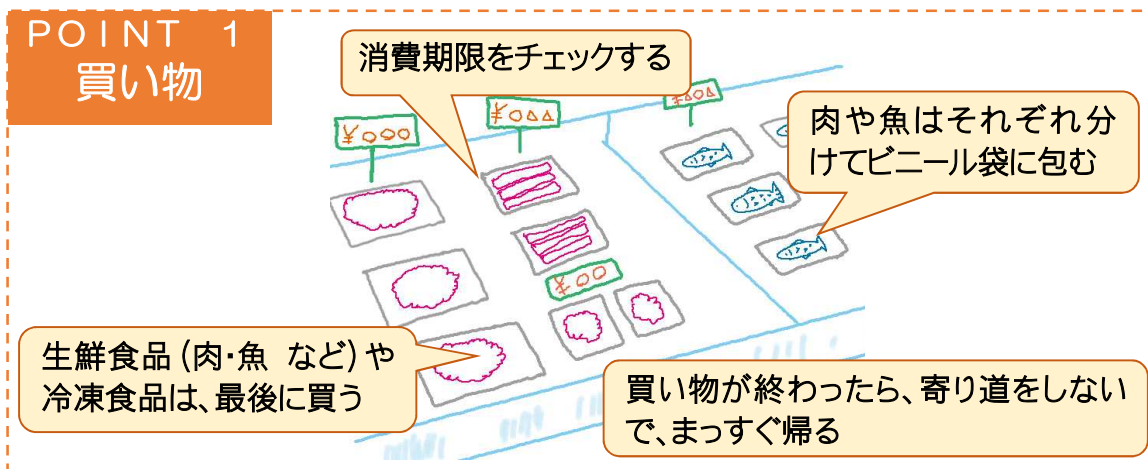 POINT 1
買い物
消費期限をチェックする
肉や魚はそれぞれ分
けてビニール袋に包む
¥○○○
¥○△△
¥△○△
¥○○
生鮮食品(肉・魚 など)や
冷凍食品は、最後に買う
買い物が終わったら、寄り道をしない
で、まっすぐ帰る